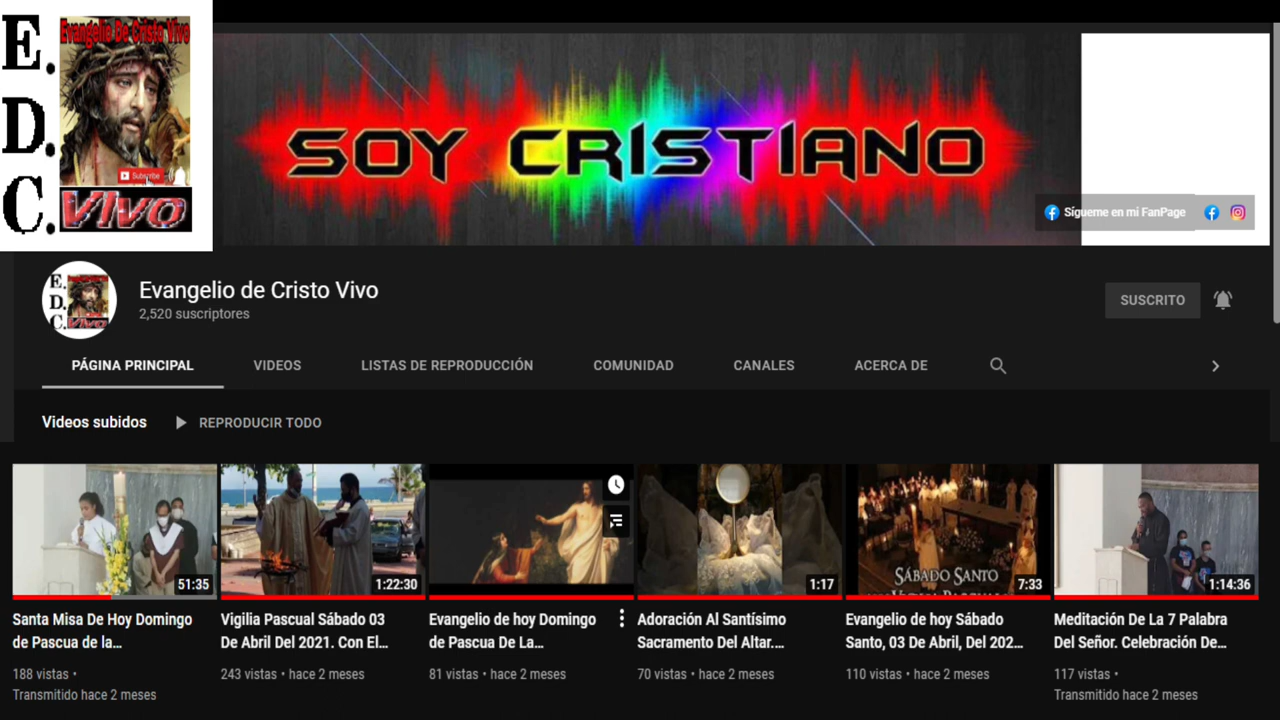 E.
D.
C.
Evangelio De Cristo Vivo
Subscribe
Vivo
SOY CRISTIANO
Sígueme en mi FanPage
E.
D.
C. Vivo
Evangelio de Cristo Vivo
2,520 suscriptores
SUSCRITO
PÁGINA PRINCIPAL VIDEOS LISTAS DE REPRODUCCIÓN COMUNIDAD CANALES ACERCA DE
Videos subidos REPRODUCIR TODO
51:35 1:22:30 1:17 SÁBADO SANTO 7:33 1:14:36
Santa Misa De Hoy Domingo
de Pascua de la...
188 vistas •
Transmitido hace 2 meses
Vigilia Pascual Sábado 03
De Abril Del 2021. Con El...
243 vistas • hace 2 meses
Evangelio de hoy Domingo
de Pascua De La...
81 vistas • hace 2 meses
Adoración Al Santísimo
Sacramento Del Altar....
70 vistas • hace 2 meses
Evangelio de hoy Sábado
Santo, 03 De Abril, Del 202...
110 vistas • hace 2 meses
Meditación De La 7 Palabra
Del Señor. Celebración De...
117 vistas •
Transmitido hace 2 meses